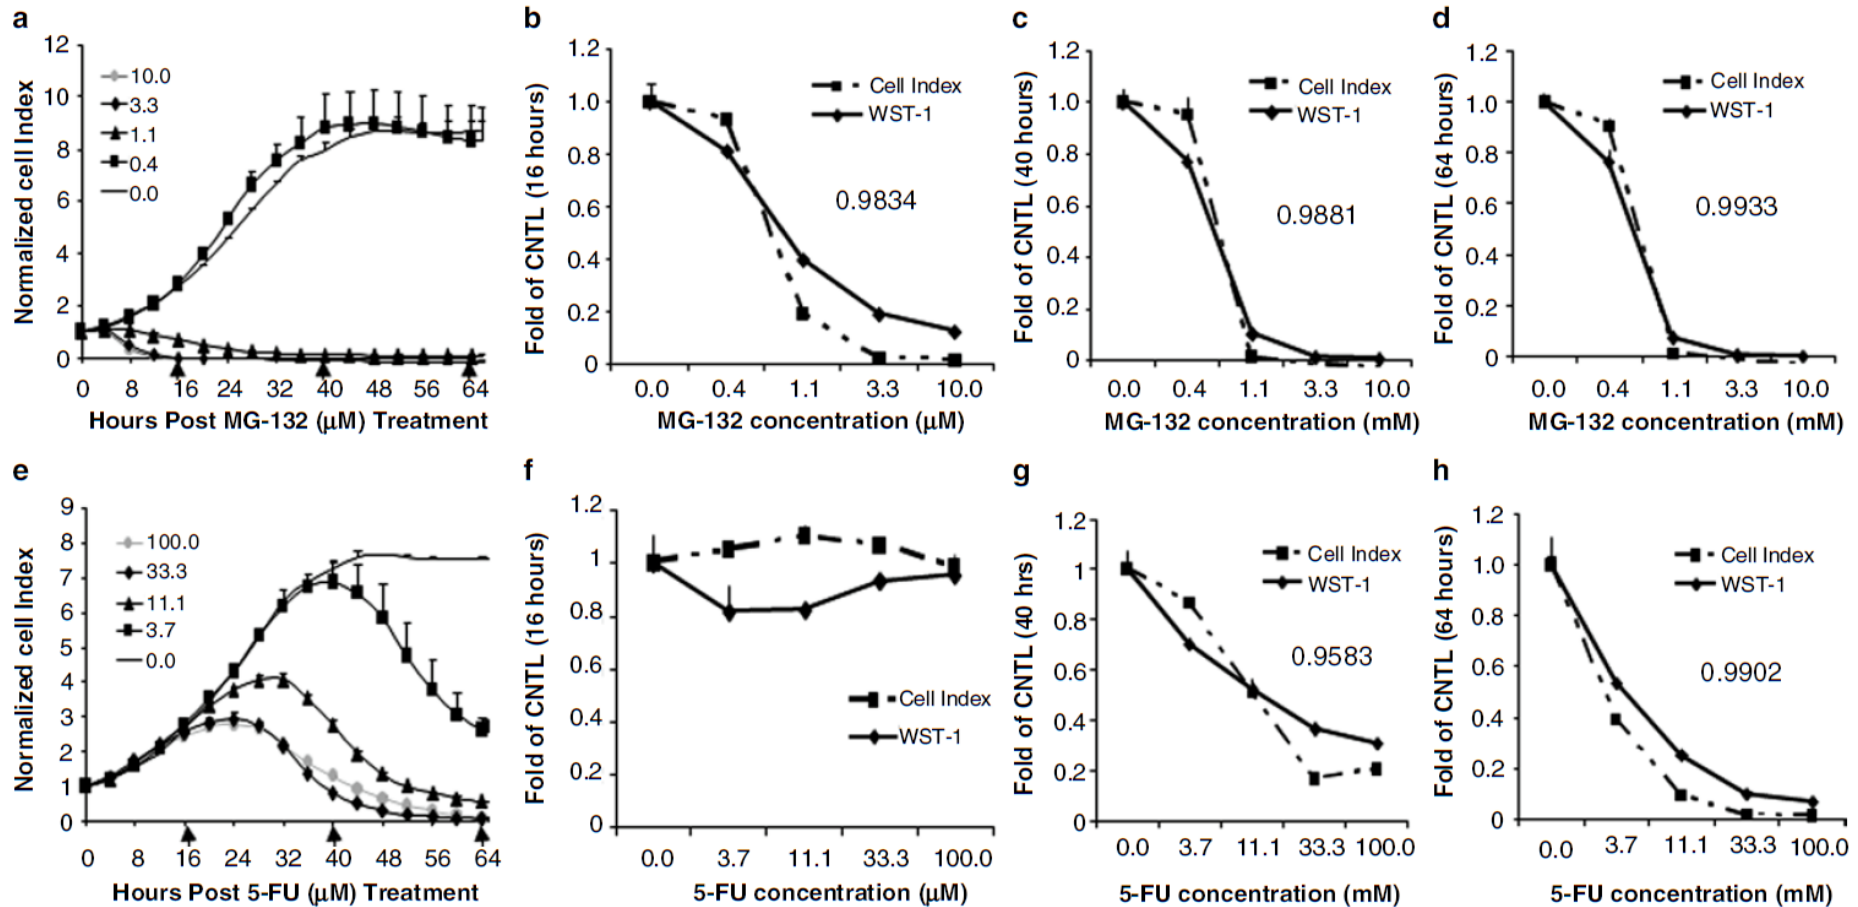 a
12
10
8
6
4
2
0
10.0
3.3
1.1
0.4
0.0
Normalized cell Index
0 8 16 24 32 40 48 56 64
Hours Post MG-132 (µM) Treatment
b
1.2
1.0
0.8
0.6
0.4
0.2
0
Cell Index
WST-1
0.9834
Fold of CNTL (16 hours)
0.0 0.4 1.1 3.3 10.0
MG-132 concentration (µM)
c
1.2
1.0
0.8
0.6
0.4
0.2
0
Cell Index
WST-1
0.9881
Fold of CNTL (40 hours)
0.0 0.4 1.1 3.3 10.0
MG-132 concentration (mM)
d
1.2
1.0
0.8
0.6
0.4
0.2
0
Cell Index
WST-1
0.9933
Fold of CNTL (64 hours)
0.0 0.4 1.1 3.3 10.0
MG-132 concentration (mM)
e
9
8
7
6
5
4
3
2
1
0
100.0
33.3
11.1
3.7
0.0
Normalized cell Index
0 8 16 24 32 40 48 56 64
Hours Post 5-FU (µM) Treatment
f
1.2
1
0.8
0.6
0.4
0.2
0
Cell Index
WST-1
Fold of CNTL (16 hours)
0.0 3.7 11.1 33.3 100.0
5-FU concentration (µM)
g
1.2
1
0.8
0.6
0.4
0.2
0
Cell Index
WST-1
0.9583
Fold of CNTL (40 hrs)
0.0 3.7 11.1 33.3 100.0
5-FU concentration (mM)
h
1.2
1
0.8
0.6
0.4
0.2
0
Cell Index
WST-1
0.9902
Fold of CNTL (64 hours)
0.0 3.7 11.1 33.3 100.0
5-FU concentration (mM)